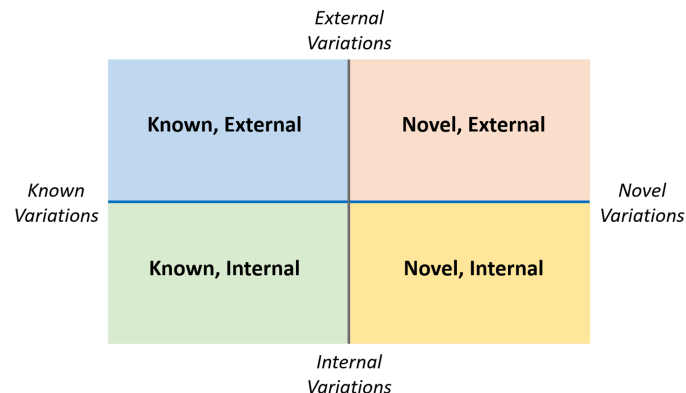 External
Variations
Known, External
Novel, External
Known
Variations
Novel
Variations
Known, Internal
Novel, Internal
Internal
Variations